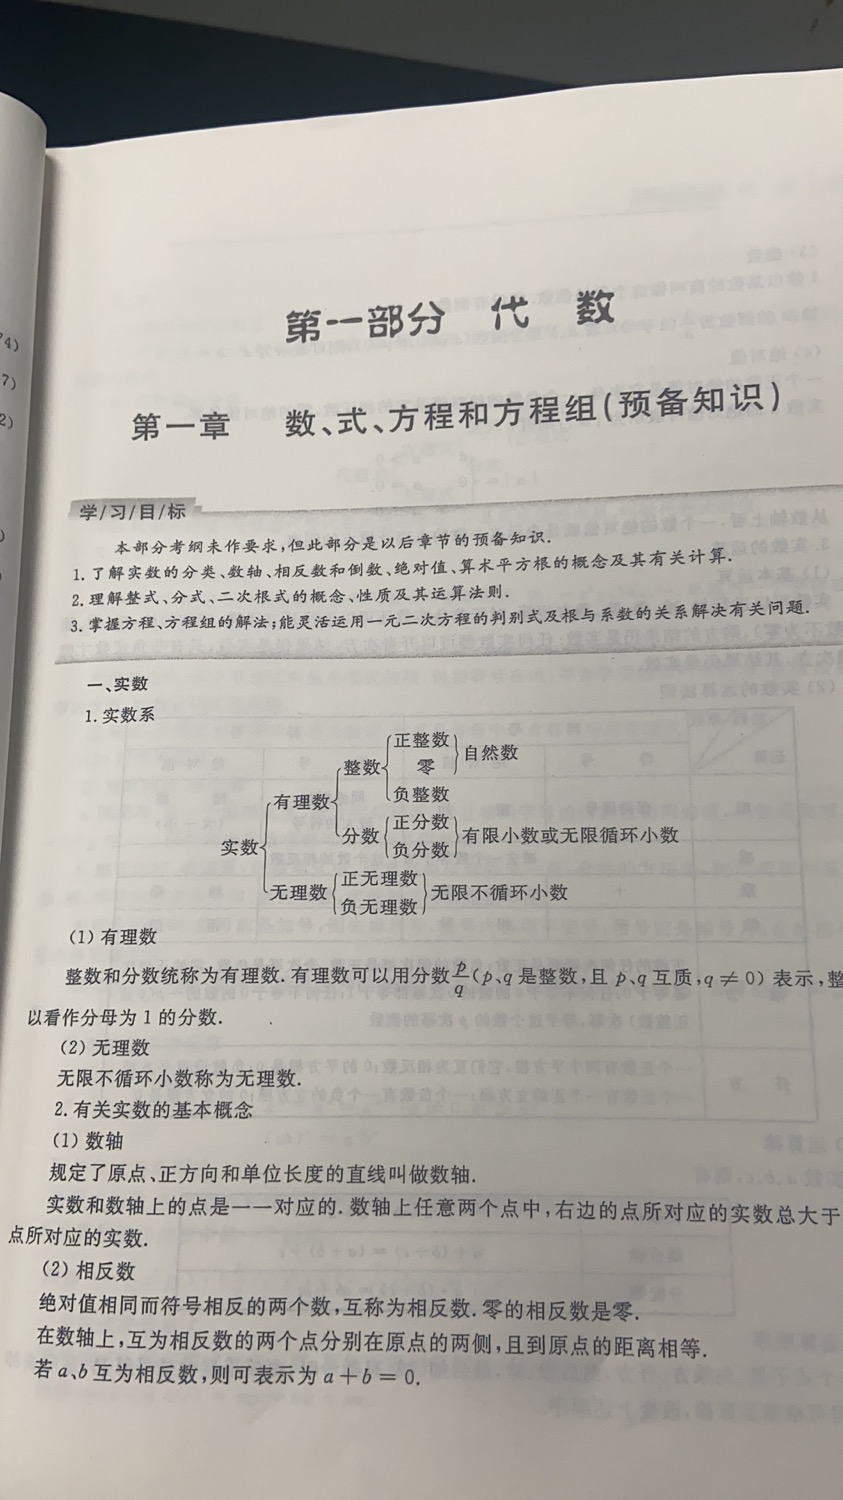 74)
7)
2)
第一部分 代 数
第一章 数、式、方程和方程组(预备知识)
学/习/目/标
本部分考纲未作要求,但此部分是以后章节的预备知识.
1.了解实数的分类、数轴、相反数和倒数、绝对值、算术平方根的概念及其有关计算.
2.理解整式、分式、二次根式的概念、性质及其运算法则.
3.掌握方程、方程组的解法;能灵活运用一元二次方程的判别式及根与系数的关系解决有关问题.
一、实数
1.实数系
实数{有理数{整数{正整数 零}自然数
负整数
分数{正分数 负分数}有限小数或无限循环小数
无理数{正无理数 负无理数}无限不循环小数
(1)有理数
整数和分数统称为有理数.有理数可以用分数p/q(p、q是整数,且p、q互质,q≠0)表示,整
以看作分母为1的分数.
(2)无理数
无限不循环小数称为无理数.
2.有关实数的基本概念
(1)数轴
规定了原点、正方向和单位长度的直线叫做数轴.
实数和数轴上的点是一一对应的.数轴上任意两个点中,右边的点所对应的实数总大于
点所对应的实数.
(2)相反数
绝对值相同而符号相反的两个数,互称为相反数.零的相反数是零.
在数轴上,互为相反数的两个点分别在原点的两侧,且到原点的距离相等.
若a、b互为相反数,则可表示为a+b=0.